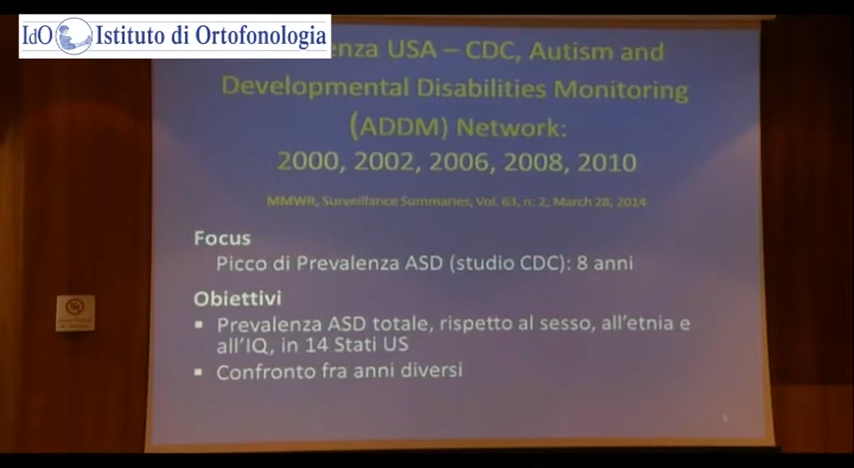 IdO Istituto di Ortofonologia
enza USA – CDC, Autism and
Developmental Disabilities Monitoring
(ADDM) Network:
2000, 2002, 2006, 2008, 2010
MMWR, Surveillance Summaries, Vol. 63, n. 2, March 28, 2014
Focus
Picco di Prevalenza ASD (studio CDC): 8 anni
Obiettivi
▪ Prevalenza ASD totale, rispetto al sesso, all'etnia e
all'IQ, in 14 Stati US
▪ Confronto fra anni diversi